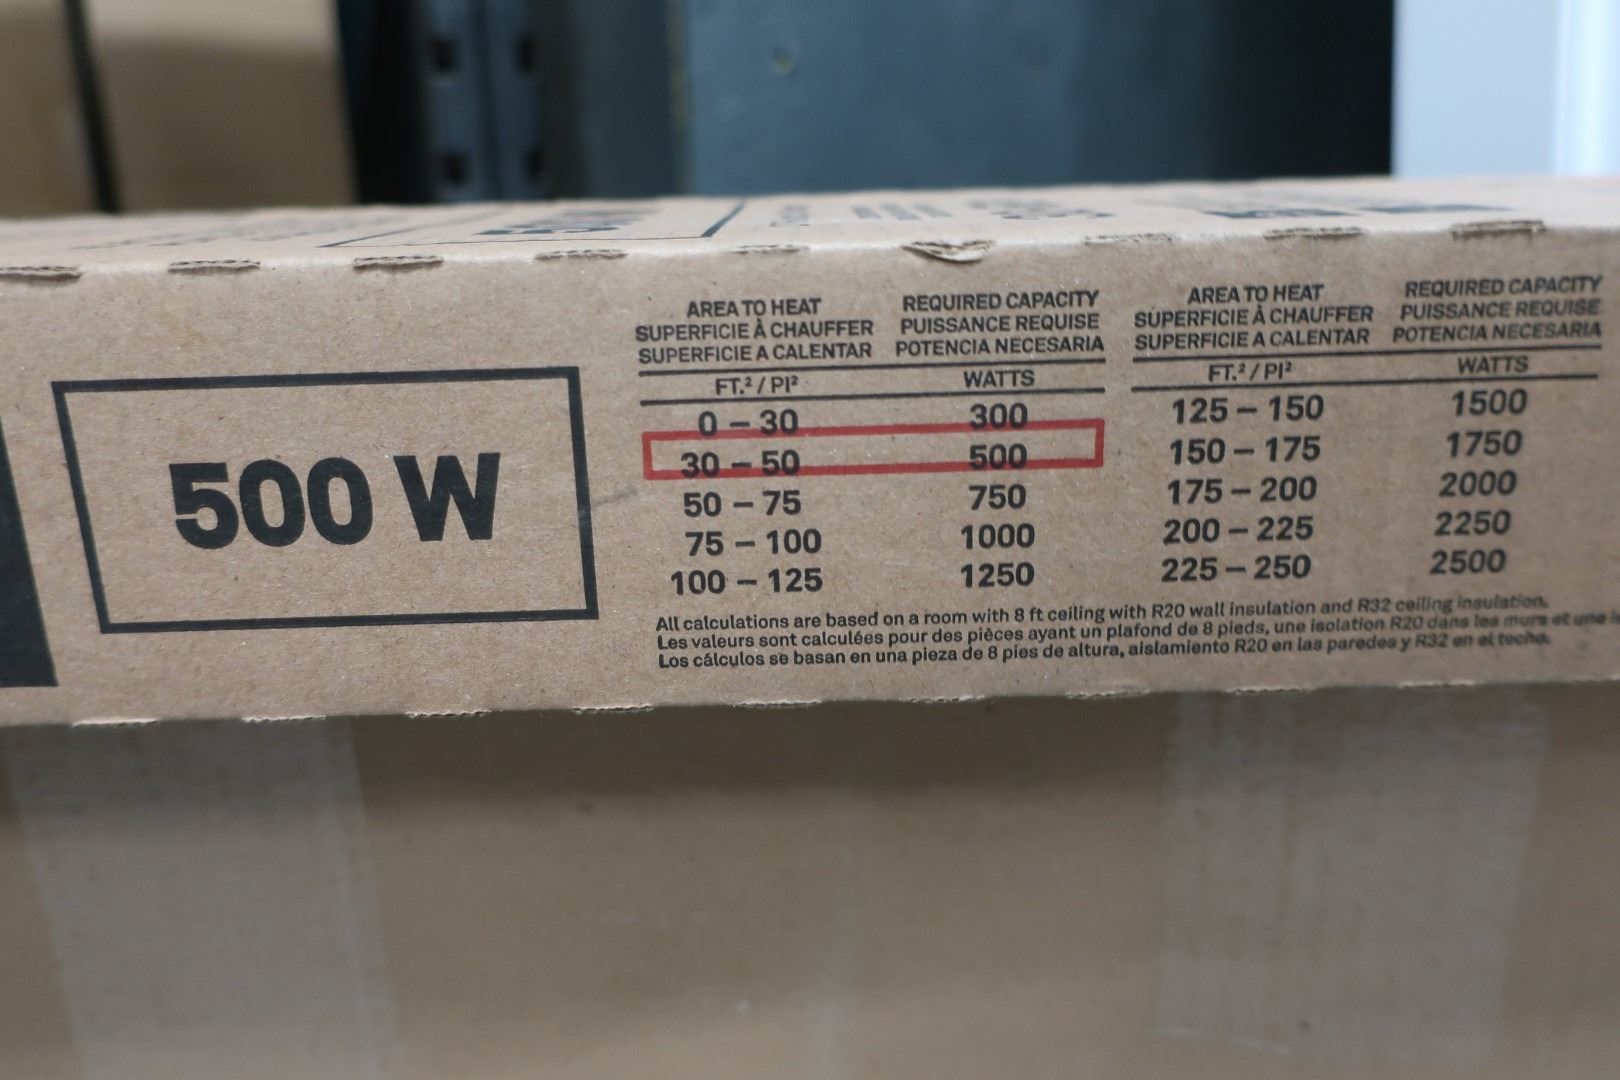 500 W
AREA TO HEAT
SUPERFICIE À CHAUFFER
SUPERFICIE A CALENTAR
REQUIRED CAPACITY
PUISSANCE REQUISE
POTENCIA NECESARIA
FT.² / PI²
WATTS
0 – 30 300
30 – 50 500
50 – 75 750
75 – 100 1000
100 – 125 1250
AREA TO HEAT
SUPERFICIE À CHAUFFER
SUPERFICIE A CALENTAR
REQUIRED CAPACITY
PUISSANCE REQUISE
POTENCIA NECESARIA
FT.² / PI²
WATTS
125 – 150 1500
150 – 175 1750
175 – 200 2000
200 – 225 2250
225 – 250 2500
All calculations are based on a room with 8 ft ceiling with R20 wall insulation and R32 ceiling insulation.
Les valeurs sont calculées pour des pièces ayant un plafond de 8 pieds, une isolation R20 dans les murs et une
Los cálculos se basan en una pieza de 8 pies de altura, aislamiento R20 en las paredes y R32 en el techo.